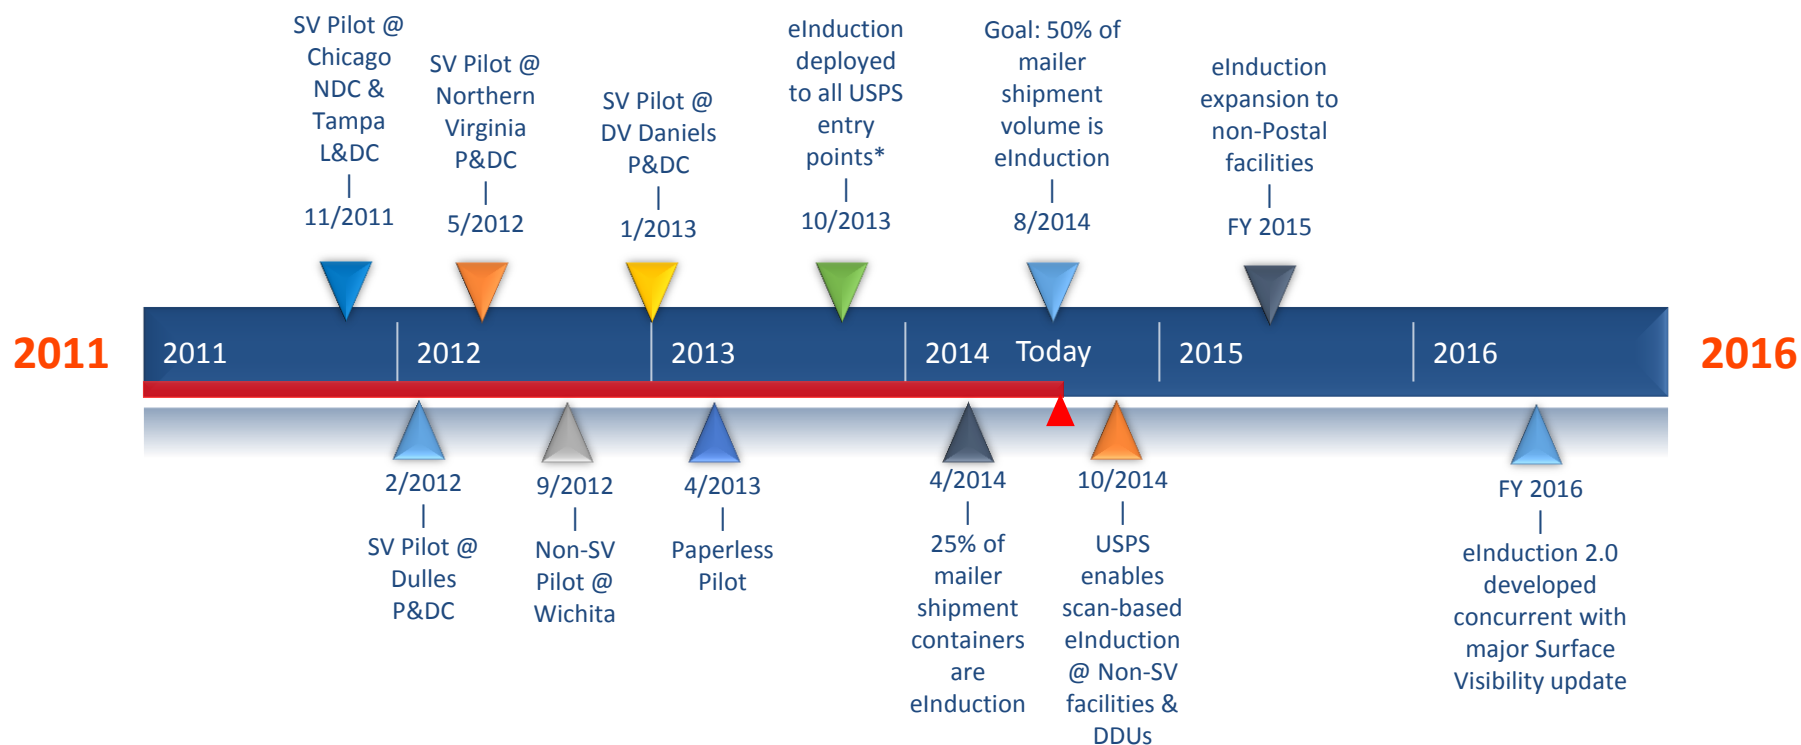 SV Pilot @
Chicago
NDC &
Tampa
L&DC
|
11/2011
SV Pilot @
Northern
Virginia
P&DC
|
5/2012
SV Pilot @
DV Daniels
P&DC
|
1/2013
eInduction
deployed
to all USPS
entry
points*
|
10/2013
Goal: 50% of
mailer
shipment
volume is
eInduction
|
8/2014
eInduction
expansion to
non-Postal
facilities
|
FY 2015
2011
2011
2012
2013
2014
Today
2015
2016
2016
2/2012
|
SV Pilot @
Dulles
P&DC
9/2012
|
Non-SV
Pilot @
Wichita
4/2013
|
Paperless
Pilot
4/2014
|
25% of
mailer
shipment
containers
are
eInduction
10/2014
|
USPS
enables
scan-based
eInduction
@ Non-SV
facilities &
DDUs
FY 2016
|
eInduction 2.0
developed
concurrent with
major Surface
Visibility update